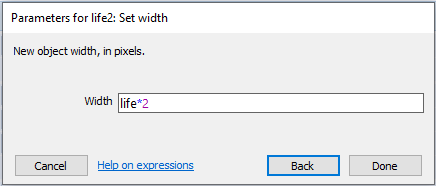 Parameters for life2: Set width
New object width, in pixels.
Width life*2
Cancel Help on expressions Back Done